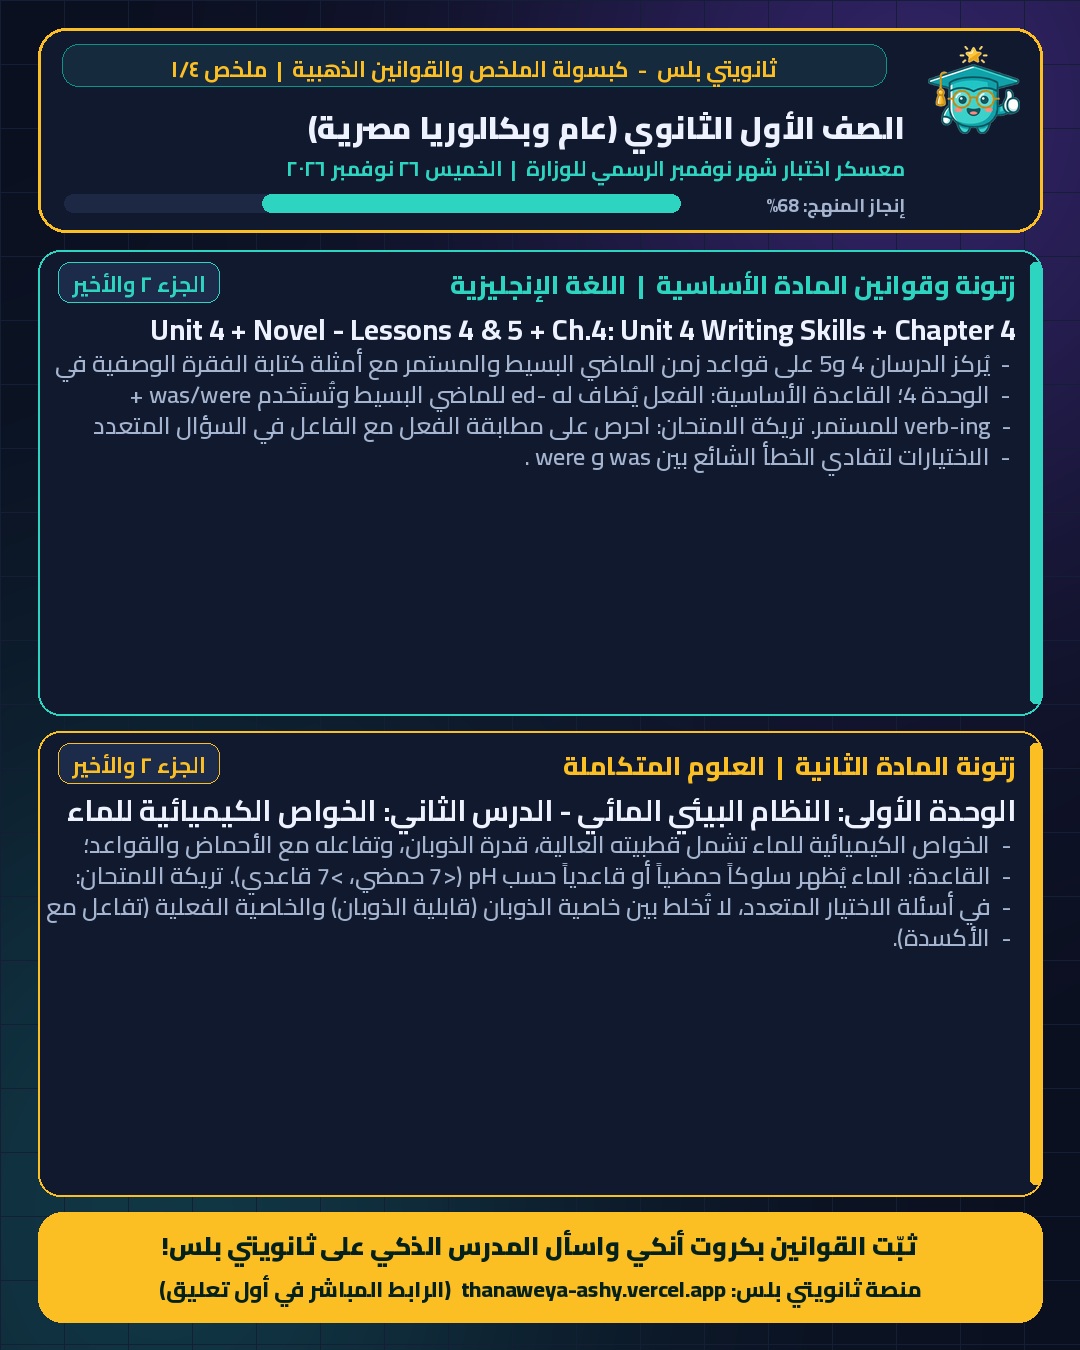 ثانويتي بلس - كبسولة الملخص والقوانين الذهبية | ملخص ١/٤
الصف الأول الثانوي (عام وبكالوريا مصرية)
معسكر اختبار شهر نوفمبر الرسمي للوزارة | الخميس ٢٦ نوفمبر ٢٠٢٦
إنجاز المنهج: 68%
زتونة وقوانين المادة الأساسية | اللغة الإنجليزية
الجزء ٢ والأخير
Unit 4 + Novel - Lessons 4 & 5 + Ch.4: Unit 4 Writing Skills + Chapter 4
- يُركز الدرسان 4 و5 على قواعد زمن الماضي البسيط والمستمر مع أمثلة كتابة الفقرة الوصفية في
- الوحدة 4؛ القاعدة الأساسية: الفعل يُضاف له -ed للماضي البسيط وتُستَخدم was/were +
- verb-ing للمستمر. تريكة الامتحان: احرص على مطابقة الفعل مع الفاعل في السؤال المتعدد
- الاختيارات لتفادي الخطأ الشائع بين was و were .
زتونة المادة الثانية | العلوم المتكاملة
الجزء ٢ والأخير
الوحدة الأولى: النظام البيئي المائي - الدرس الثاني: الخواص الكيميائية للماء
- الخواص الكيميائية للماء تشمل قطبيته العالية، قدرة الذوبان، وتفاعله مع الأحماض والقواعد؛
- القاعدة: الماء يُظهر سلوكاً حمضياً أو قاعدياً حسب pH (<7 حمضي، >7 قاعدي). تريكة الامتحان:
- في أسئلة الاختيار المتعدد، لا تُخلط بين خاصية الذوبان (قابلية الذوبان) والخاصية الفعلية (تفاعل مع
- الأكسدة).
ثبّت القوانين بكروت أنكي واسأل المدرس الذكي على ثانويتي بلس!
منصة ثانويتي بلس: thanaweya-ashy.vercel.app (الرابط المباشر في أول تعليق)